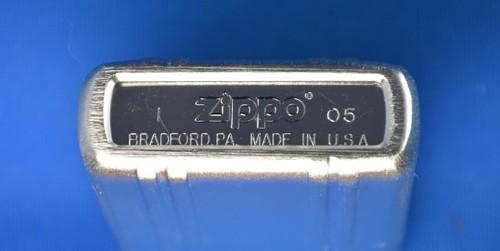 I zippo® 05
BRADFORD,PA. MADE IN U.S.A